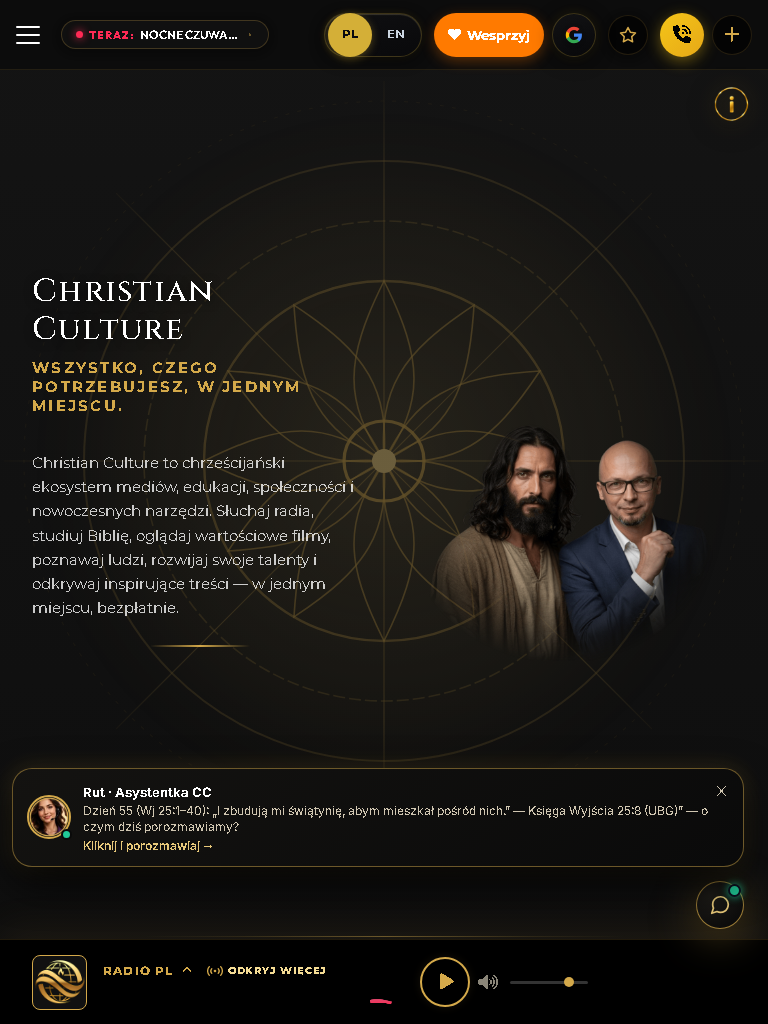 TERAZ: NOCNE CZUWA...
PL EN
Wesprzyj
CHRISTIAN
CULTURE
WSZYSTKO, CZEGO
POTRZEBUJESZ, W JEDNYM
MIEJSCU.
Christian Culture to chrześcijański
ekosystem mediów, edukacji, społeczności i
nowoczesnych narzędzi. Słuchaj radia,
studiuj Biblię, oglądaj wartościowe filmy,
poznawaj ludzi, rozwijaj swoje talenty i
odkrywaj inspirujące treści — w jednym
miejscu, bezpłatnie.
Rut · Asystentka CC
Dzień 55 (Wj 25:1–40): „I zbudują mi świątynię, abym mieszkał pośród nich.” — Księga Wyjścia 25:8 (UBG)” — o
czym dziś porozmawiamy?
Kliknij i porozmawiaj →
RADIO PL ODKRYJ WIĘCEJ